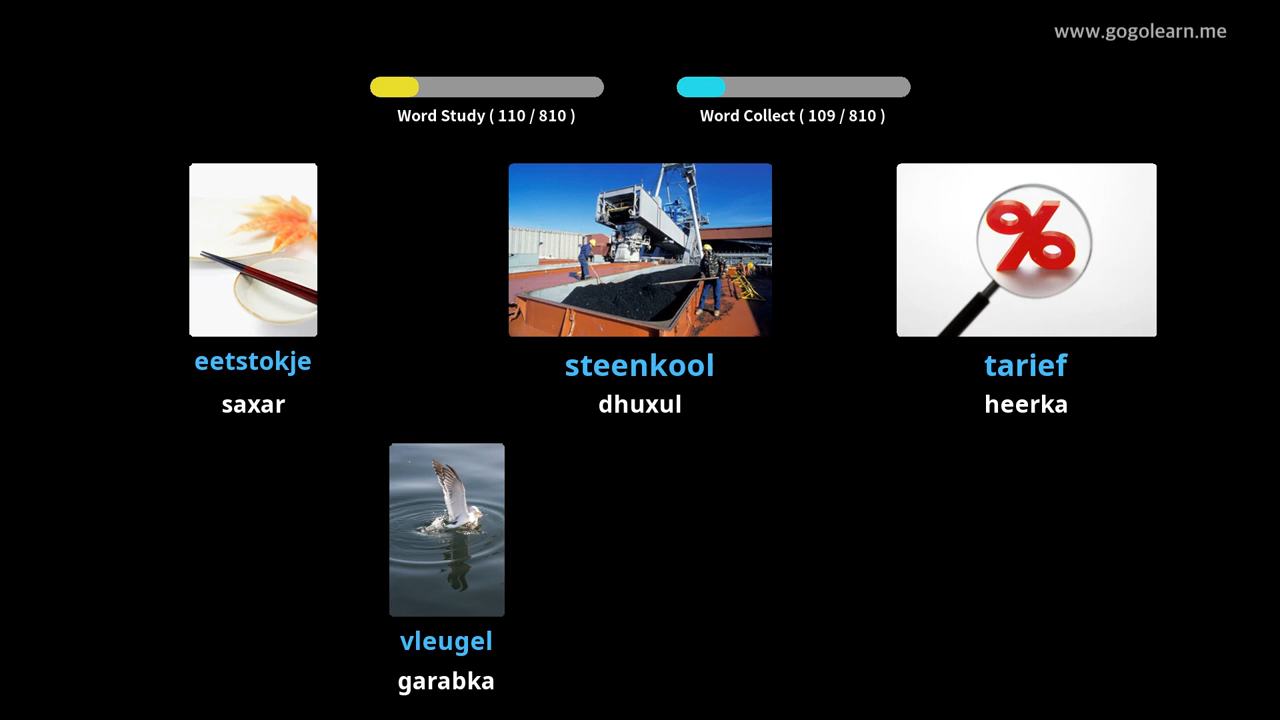 www.gogolearn.me
Word Study ( 110 / 810 )
Word Collect ( 109 / 810 )
eetstokje
saxar
steenkool
dhuxul
tarief
heerka
vleugel
garabka